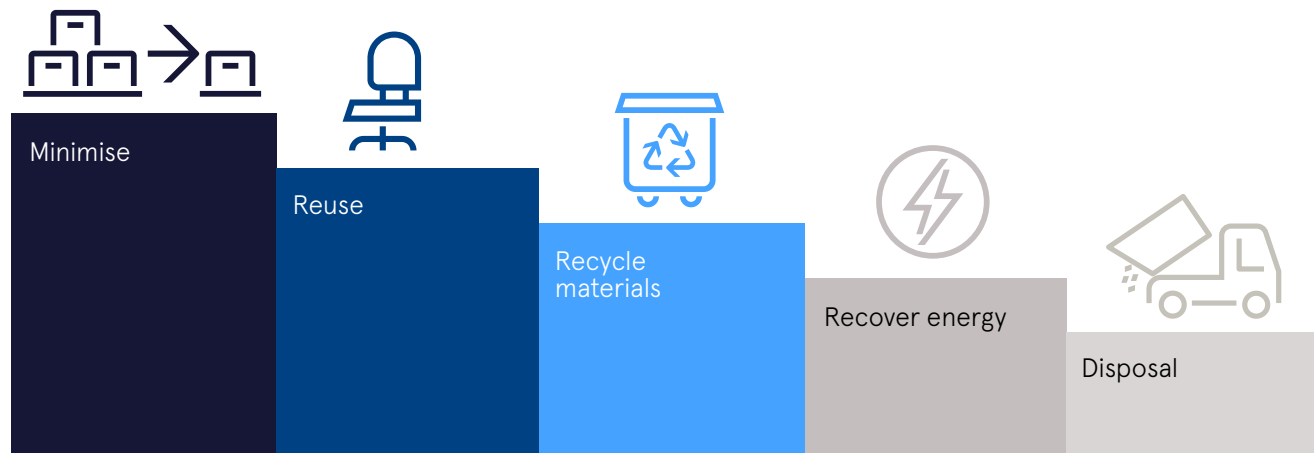 Minimise
Reuse
Recycle
materials
Recover energy
Disposal